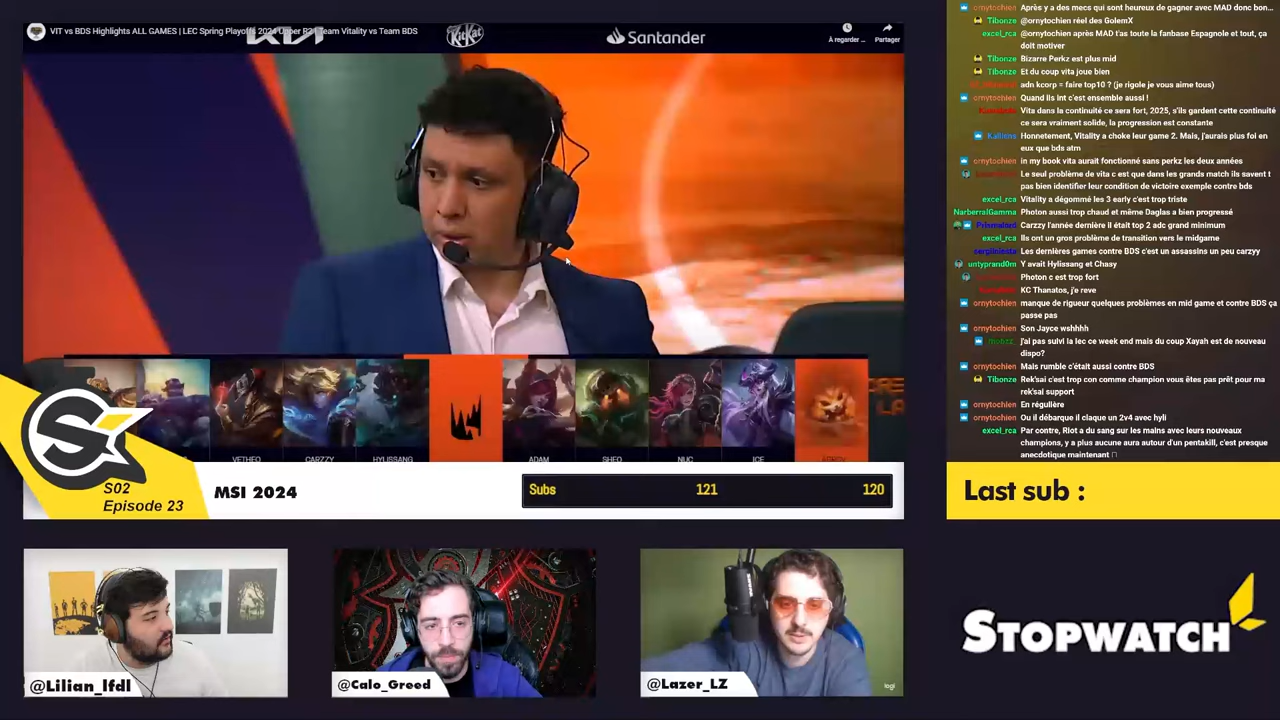 VIT vs BDS Highlights ALL GAMES | LEC Spring Playoffs 2024 Upper R2 | Team Vitality vs Team BDS
KitKat
Santander
À regarder ...
Partager
VETHEO
CARZZY
HYLISSANG
ADAM
SHEO
NUC
ICE
LABROV
S02
Episode 23
MSI 2024
Subs 121 120
ornytochien Après y a des mecs qui sont heureux de gagner avec MAD donc bon...
Tibonze @ornytochien réel des GolemX
excel_rca @ornytochien après MAD t'as toute la fanbase Espagnole et tout, ça
doit motiver
Tibonze Bizarre Perkz est plus mid
Tibonze Et du coup vita joue bien
adn kcorp = faire top10 ? (je rigole je vous aime tous)
ornytochien Quand ils int c'est ensemble aussi !
Vita dans la continuité ce sera fort, 2025, s'ils gardent cette continuité
ce sera vraiment solide, la progression est constante
Kalliens Honnetement, Vitality a choke leur game 2. Mais, j'aurais plus foi en
eux que bds atm
ornytochien in my book vita aurait fonctionné sans perkz les deux années
Le seul problème de vita c est que dans les grands match ils savent t
pas bien identifier leur condition de victoire exemple contre bds
excel_rca Vitality a dégommé les 3 early c'est trop triste
NarberralGamma Photon aussi trop chaud et même Daglas a bien progressé
Carzzy l'année dernière il était top 2 adc grand minimum
excel_rca Ils ont un gros problème de transition vers le midgame
Les dernières games contre BDS c'est un assassins un peu carzyy
untyprand0m Y avait Hylissang et Chasy
Photon c est trop fort
KC Thanatos, j'e reve
ornytochien manque de rigueur quelques problèmes en mid game et contre BDS ça
passe pas
ornytochien Son Jayce wshhhh
j'ai pas suivi la lec ce week end mais du coup Xayah est de nouveau
dispo?
ornytochien Mais rumble c'était aussi contre BDS
Tibonze Rek'sai c'est trop con comme champion vous êtes pas prêt pour ma
rek'sai support
ornytochien En régulière
ornytochien Ou il débarque il claque un 2v4 avec hyli
excel_rca Par contre, Riot a du sang sur les mains avec leurs nouveaux
champions, y a plus aucune aura autour d'un pentakill, c'est presque
anecdotique maintenant
Last sub :
@Lilian_lfdl
@Calo_Greed
@Lazer_LZ
logi
STOPWATCH